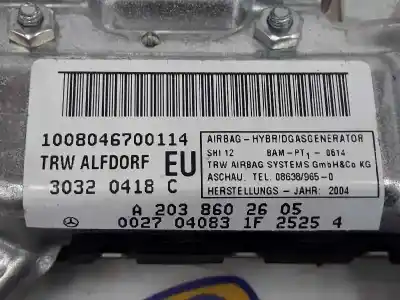 1008046700114
TRW ALFDORF EU
3032 0418 C
AIRBAG - HYBRIDGASGENERATOR
SHI 12 BAM-PT1 - 0614
TRW AIRBAG SYSTEMS GmbH&Co KG
ASCHAU. TEL. 08638/965-0
HERSTELLUNGS - JAHR: 2004
A 203 860 26 05
0027 04083 1F 2525 4